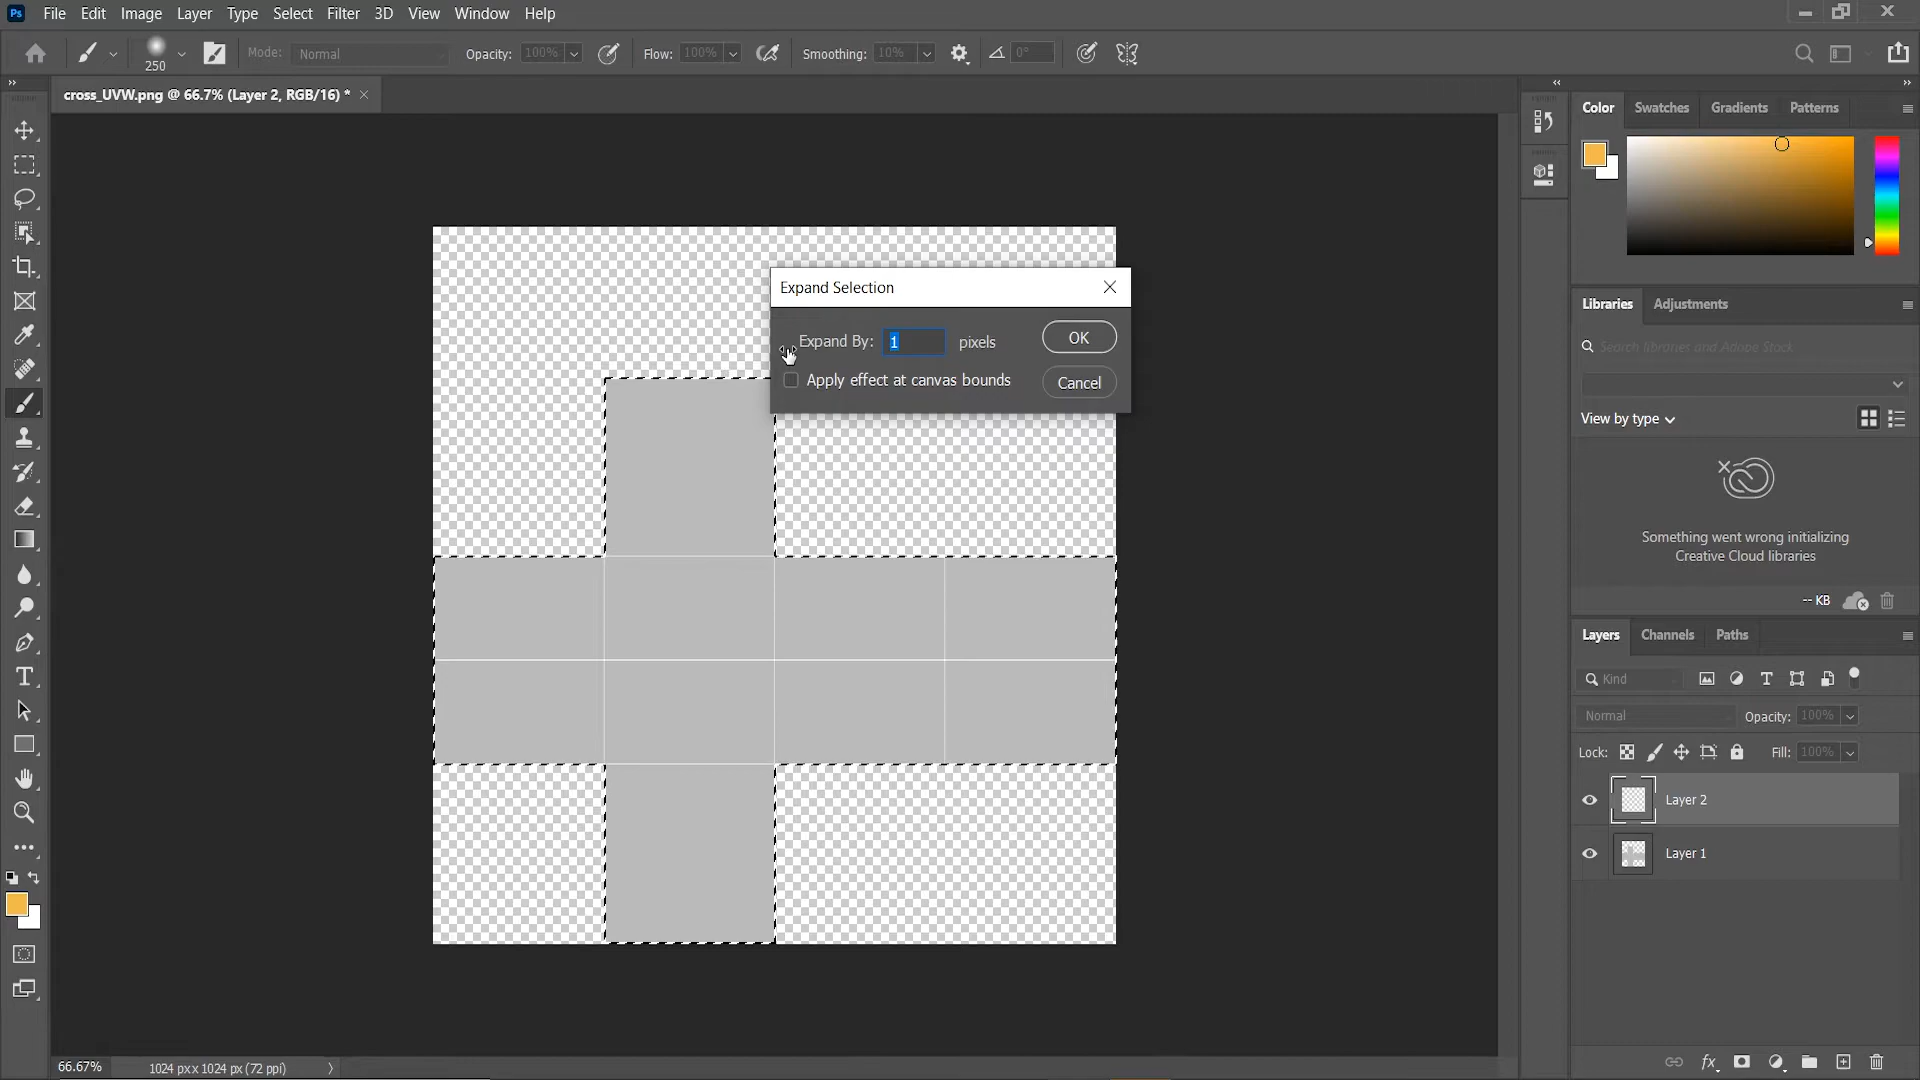 Ps File Edit Image Layer Type Select Filter 3D View Window Help
250 Mode: Normal Opacity: 100% Flow: 100% Smoothing: 10% 0°
cross_UVW.png @ 66.7% (Layer 2, RGB/16) *
Color Swatches Gradients Patterns
Expand Selection
Expand By: 1 pixels OK
Apply effect at canvas bounds Cancel
Libraries Adjustments
Search libraries and Adobe Stock
View by type
Something went wrong initializing
Creative Cloud libraries
-- KB
Layers Channels Paths
Kind
Normal Opacity: 100%
Lock: Fill: 100%
Layer 2
Layer 1
66.67% 1024 px x 1024 px (72 ppi)